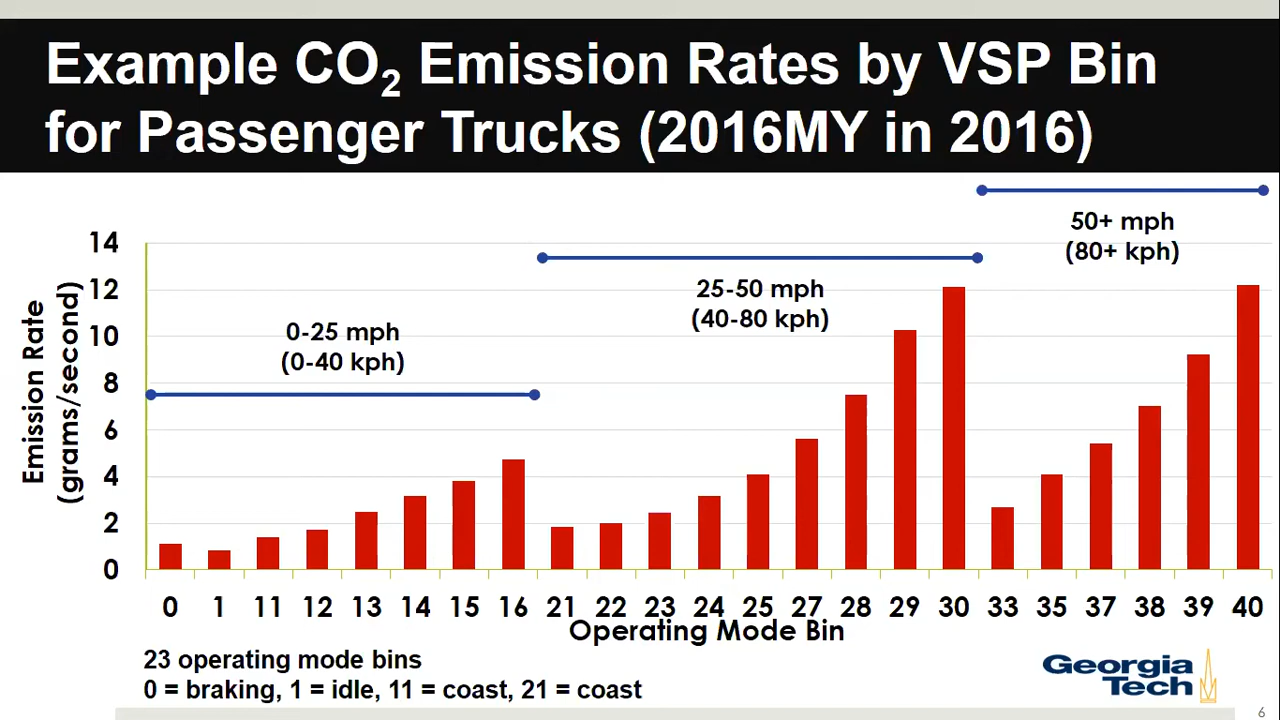 Example CO2 Emission Rates by VSP Bin
for Passenger Trucks (2016MY in 2016)
50+ mph
(80+ kph)
25-50 mph
(40-80 kph)
0-25 mph
(0-40 kph)
Emission Rate
(grams/second)
14
12
10
8
6
4
2
0
0 1 11 12 13 14 15 16 21 22 23 24 25 27 28 29 30 33 35 37 38 39 40
Operating Mode Bin
23 operating mode bins
0 = braking, 1 = idle, 11 = coast, 21 = coast
Georgia
Tech
6